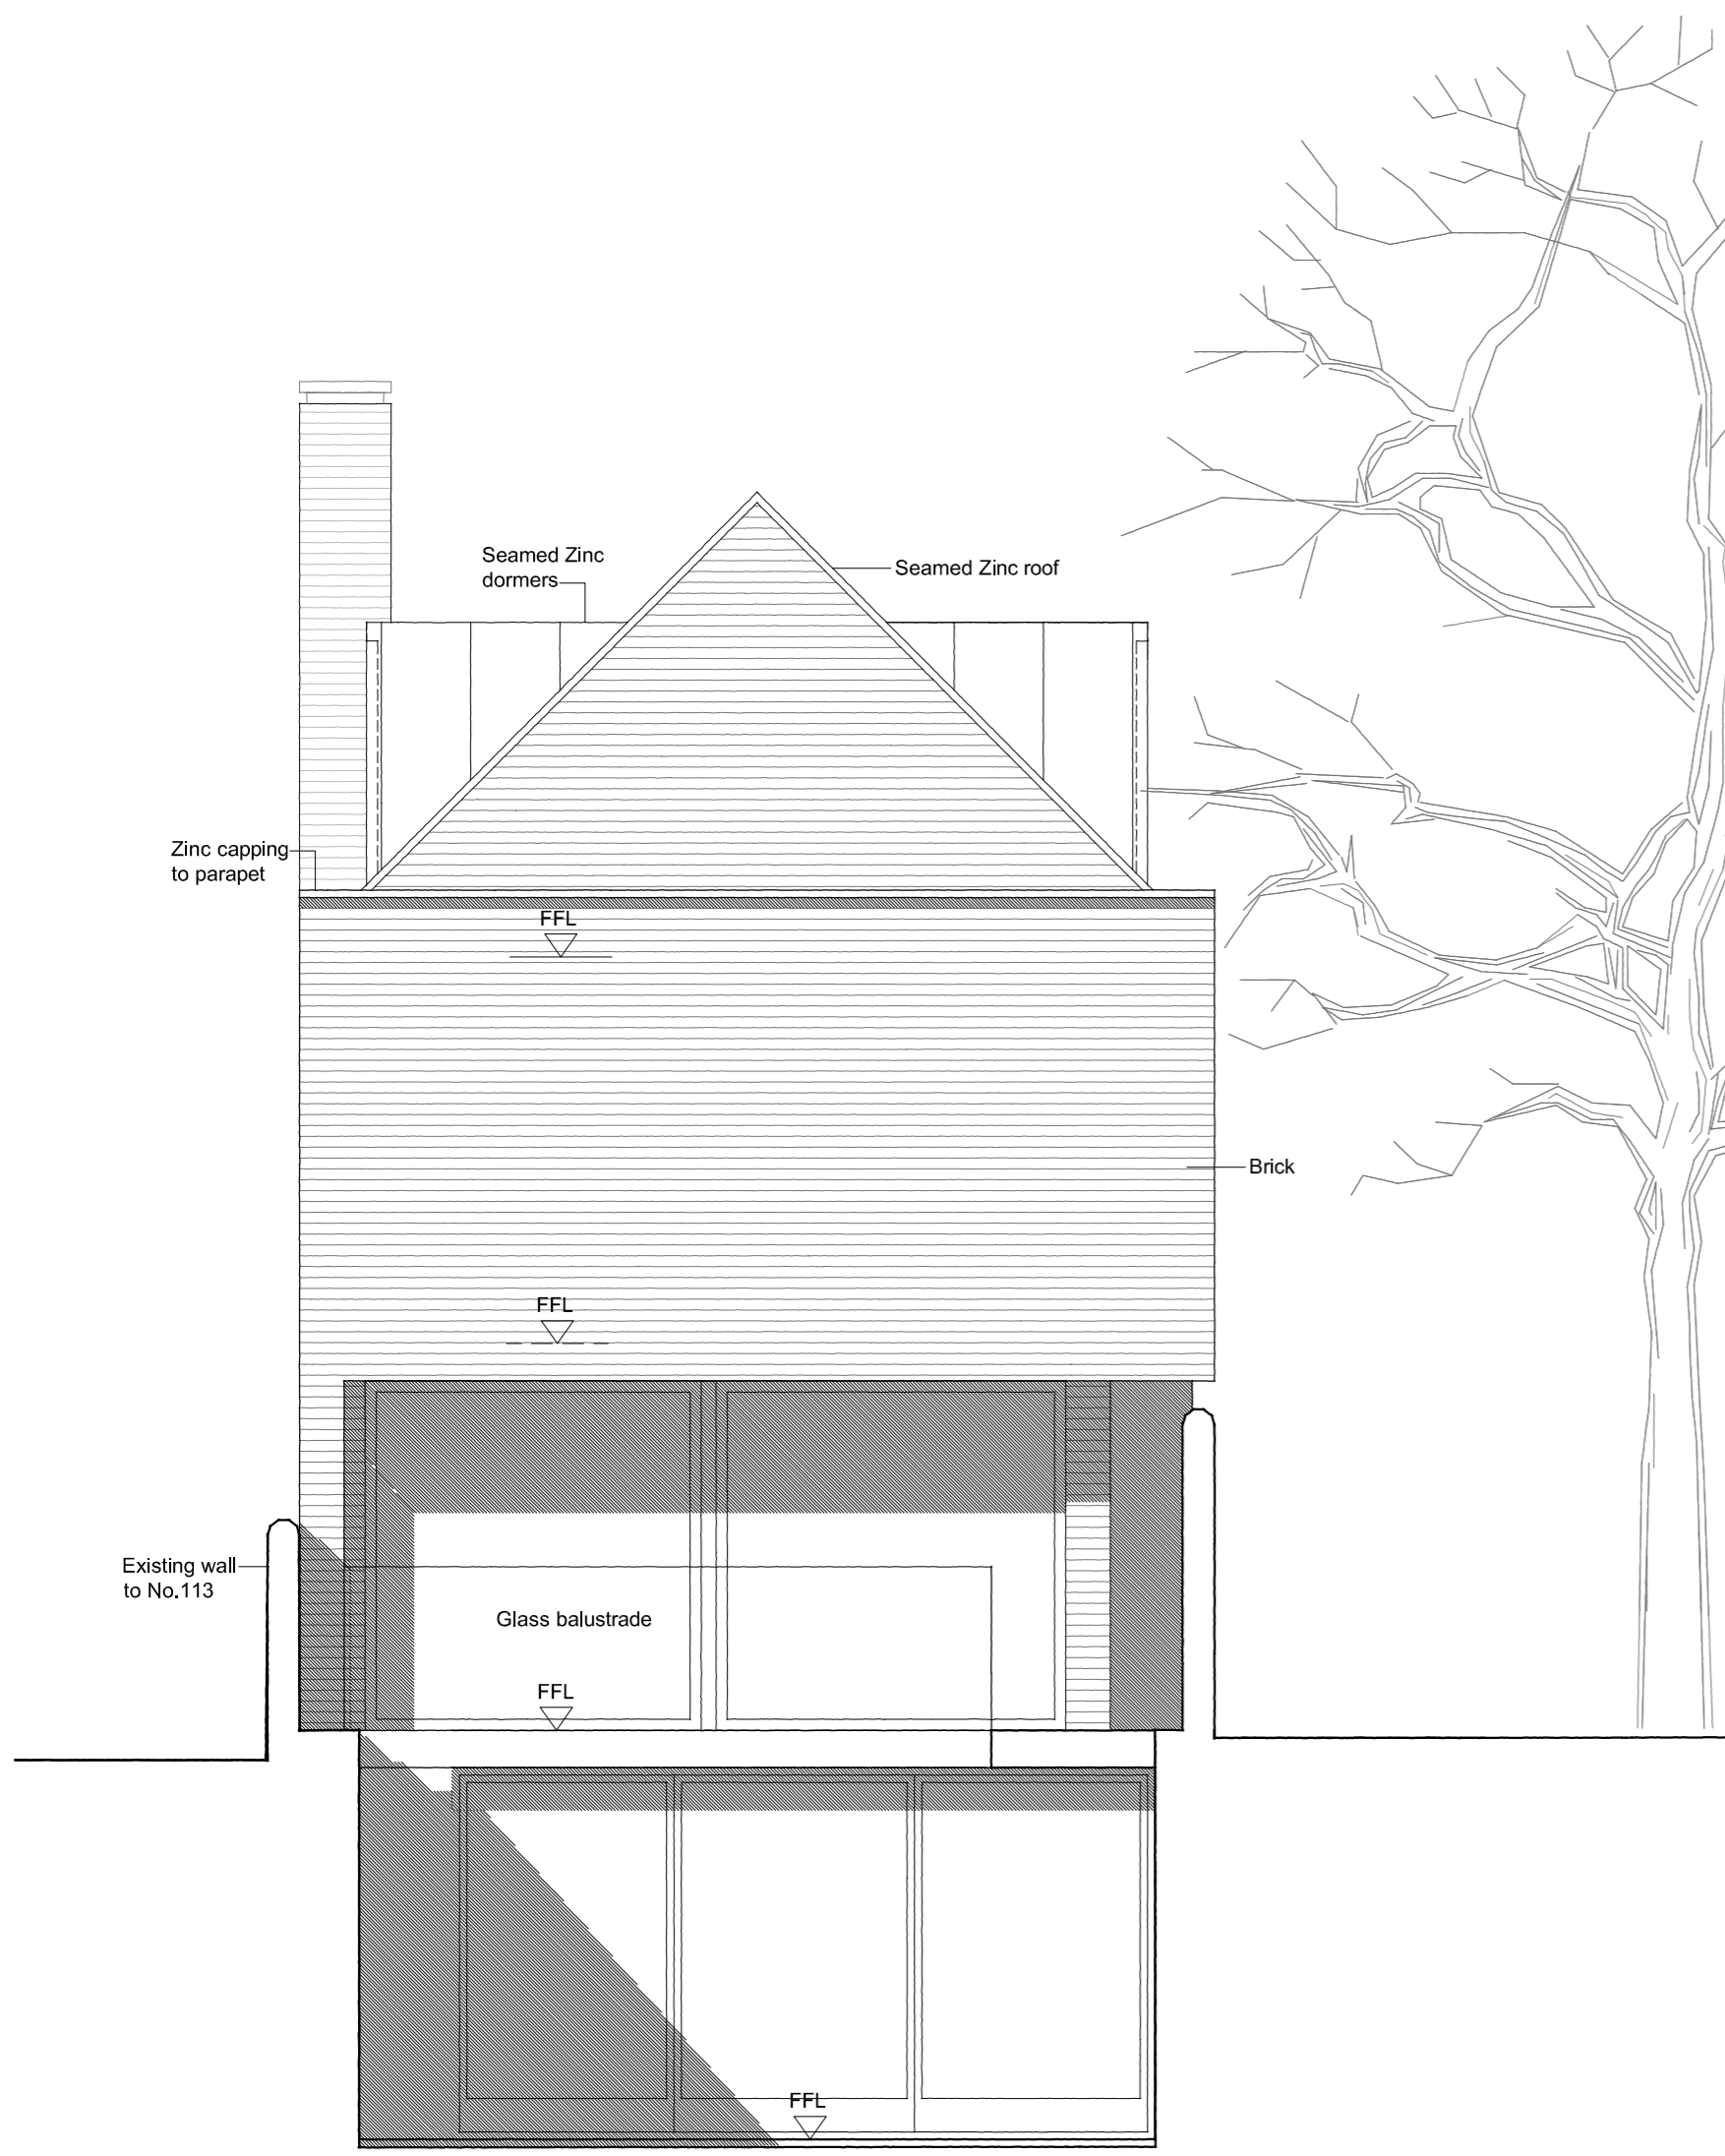 Seamed Zinc
dormers
Seamed Zinc roof
Zinc capping
to parapet
FFL
Brick
FFL
Existing wall
to No.113
Glass balustrade
FFL
FFL